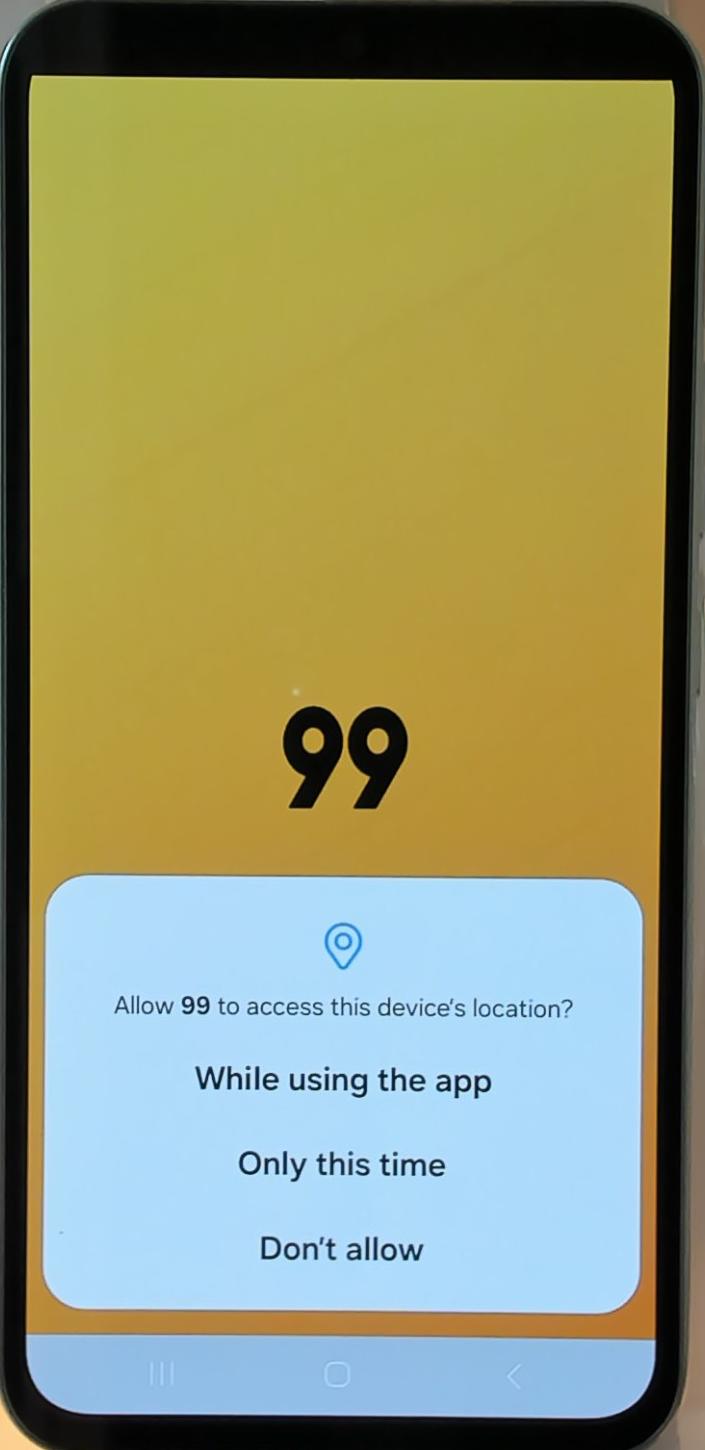 99
Allow 99 to access this device's location?
While using the app
Only this time
Don't allow